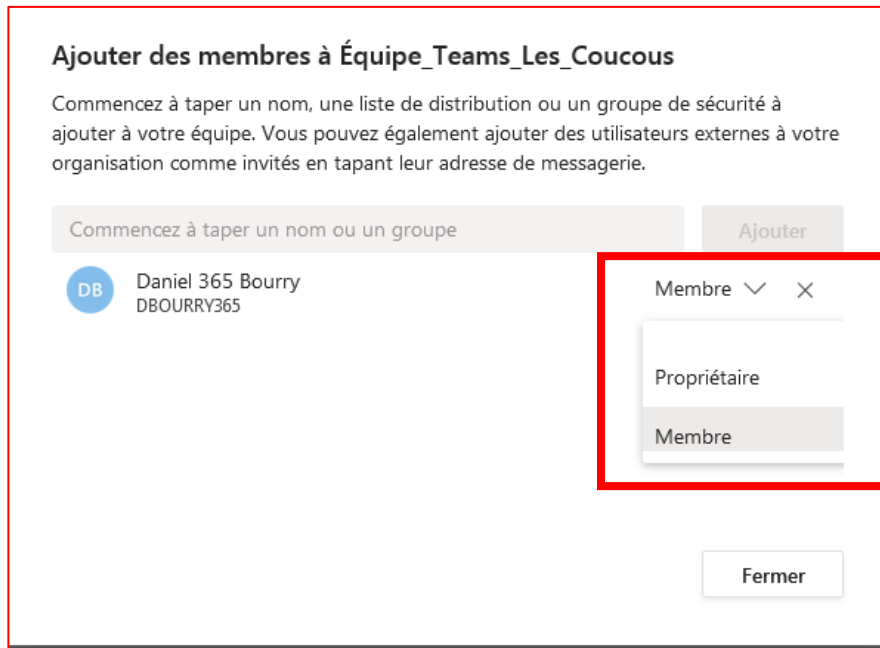 Ajouter des membres à Équipe_Teams_Les_Coucous
Commencez à taper un nom, une liste de distribution ou un groupe de sécurité à
ajouter à votre équipe. Vous pouvez également ajouter des utilisateurs externes à votre
organisation comme invités en tapant leur adresse de messagerie.
Commencez à taper un nom ou un groupe
Ajouter
DB
Daniel 365 Bourry
DBOURRY365
Membre
Propriétaire
Membre
Fermer